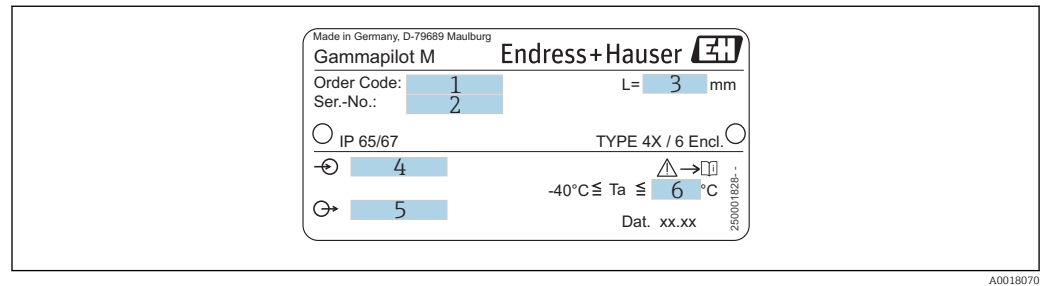 Made in Germany, D-79689 Maulburg
Gammapilot M
Endress+Hauser EH
Order Code: 1
L= 3 mm
Ser.-No.: 2
IP 65/67
TYPE 4X / 6 Encl.
4
i
-40°C ≦ Ta ≦ 6 °C
5
Dat. xx.xx
250001828- -
A0018070